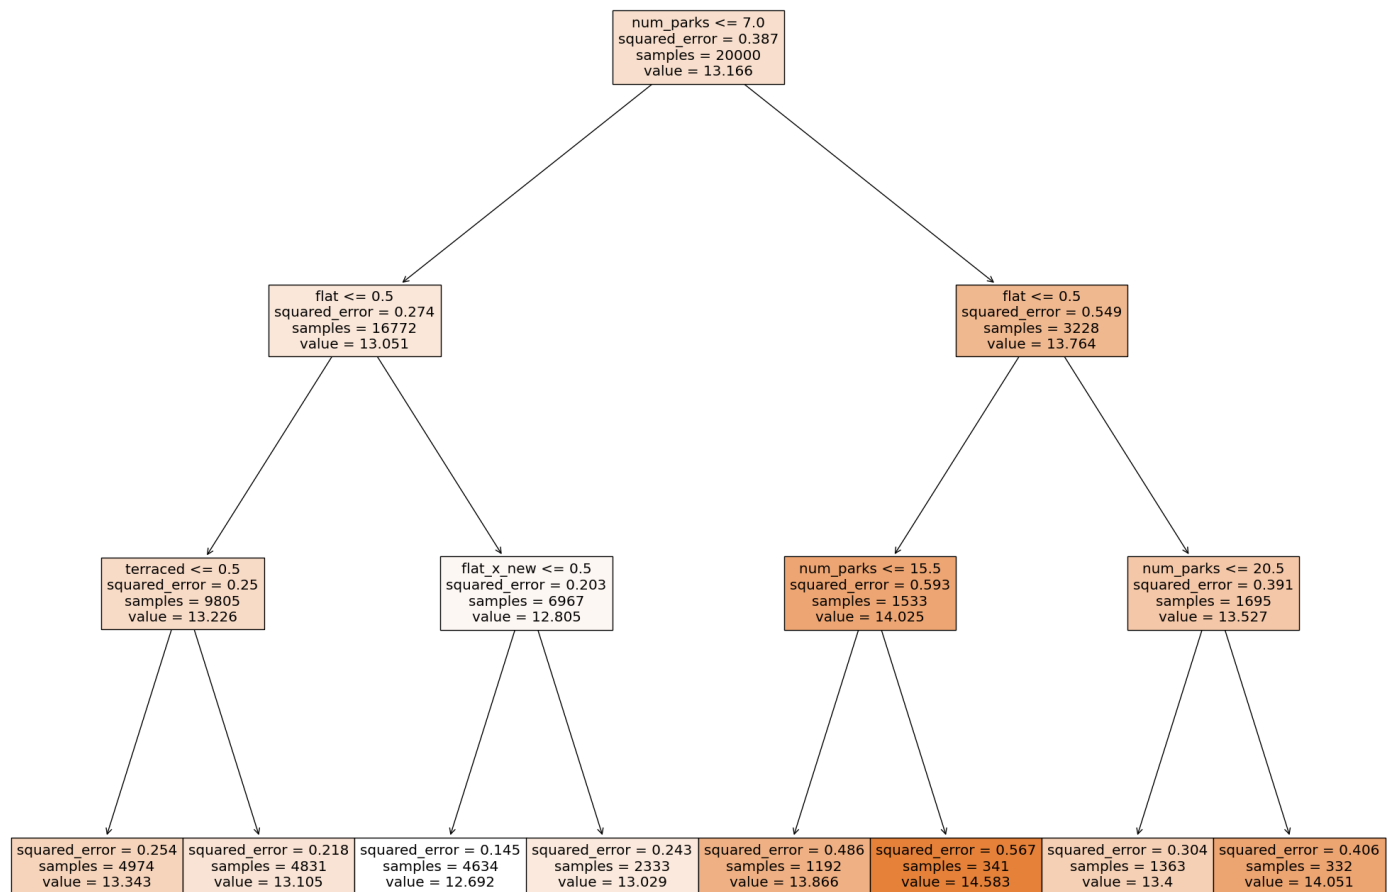 num_parks <= 7.0
squared_error = 0.387
samples = 20000
value = 13.166
flat <= 0.5
squared_error = 0.274
samples = 16772
value = 13.051
flat <= 0.5
squared_error = 0.549
samples = 3228
value = 13.764
terraced <= 0.5
squared_error = 0.25
samples = 9805
value = 13.226
flat_x_new <= 0.5
squared_error = 0.203
samples = 6967
value = 12.805
num_parks <= 15.5
squared_error = 0.593
samples = 1533
value = 14.025
num_parks <= 20.5
squared_error = 0.391
samples = 1695
value = 13.527
squared_error = 0.254
samples = 4974
value = 13.343
squared_error = 0.218
samples = 4831
value = 13.105
squared_error = 0.145
samples = 4634
value = 12.692
squared_error = 0.243
samples = 2333
value = 13.029
squared_error = 0.486
samples = 1192
value = 13.866
squared_error = 0.567
samples = 341
value = 14.583
squared_error = 0.304
samples = 1363
value = 13.4
squared_error = 0.406
samples = 332
value = 14.051